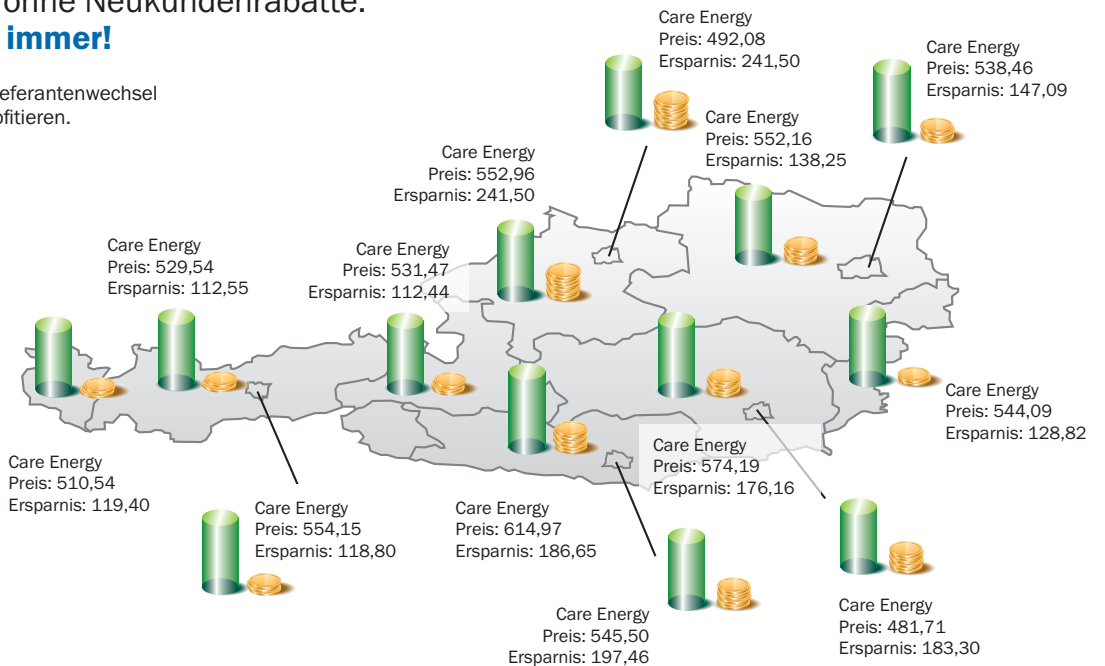 ohne Neukundenrabatte.
immer!
eferantenwechsel
ofitieren.
Care Energy
Preis: 492,08
Ersparnis: 241,50
Care Energy
Preis: 538,46
Ersparnis: 147,09
Care Energy
Preis: 552,16
Ersparnis: 138,25
Care Energy
Preis: 552,96
Ersparnis: 241,50
Care Energy
Preis: 529,54
Ersparnis: 112,55
Care Energy
Preis: 531,47
Ersparnis: 112,44
Care Energy
Preis: 544,09
Ersparnis: 128,82
Care Energy
Preis: 574,19
Ersparnis: 176,16
Care Energy
Preis: 510,54
Ersparnis: 119,40
Care Energy
Preis: 554,15
Ersparnis: 118,80
Care Energy
Preis: 614,97
Ersparnis: 186,65
Care Energy
Preis: 545,50
Ersparnis: 197,46
Care Energy
Preis: 481,71
Ersparnis: 183,30